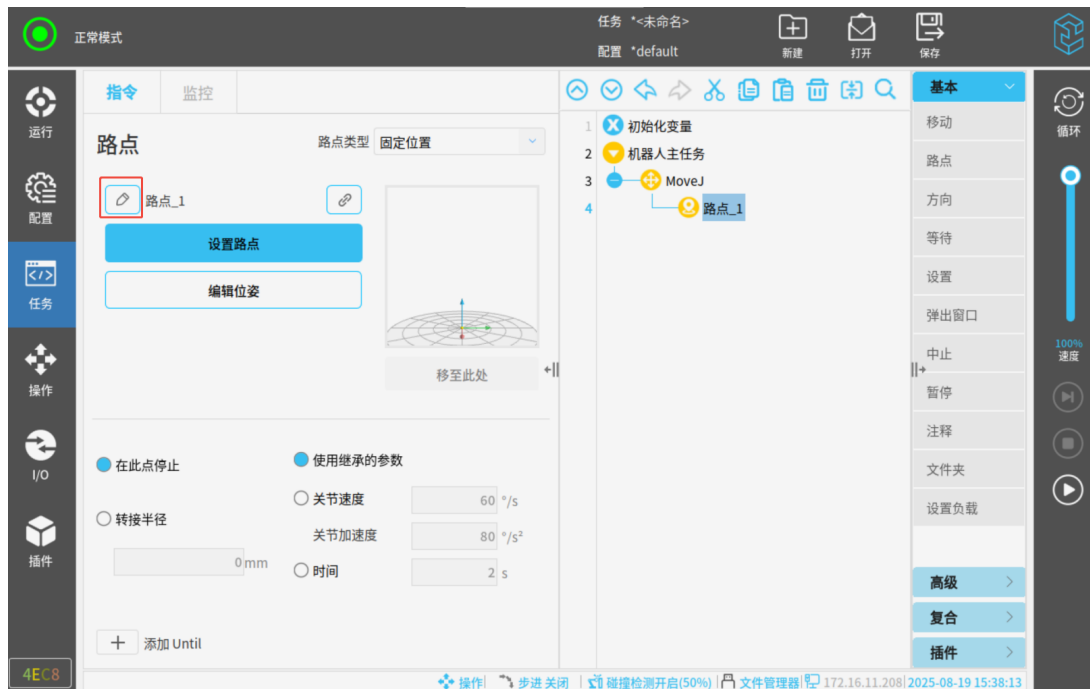 正常模式
任务 *<未命名>
配置 *default
新建
打开
保存
运行
配置
任务
操作
I/O
插件
4EC8
指令
监控
路点
路点类型 固定位置
路点_1
设置路点
编辑位姿
移至此处
在此点停止
转接半径
0 mm
使用继承的参数
关节速度 60 °/s
关节加速度 80 °/s²
时间 2 s
添加 Until
1 初始化变量
2 机器人主任务
3 MoveJ
4 路点_1
基本
移动
路点
方向
等待
设置
弹出窗口
中止
暂停
注释
文件夹
设置负载
高级
复合
插件
循环
100%
速度
操作 步进 关闭 碰撞检测开启(50%) 文件管理器 172.16.11.208 2025-08-19 15:38:13